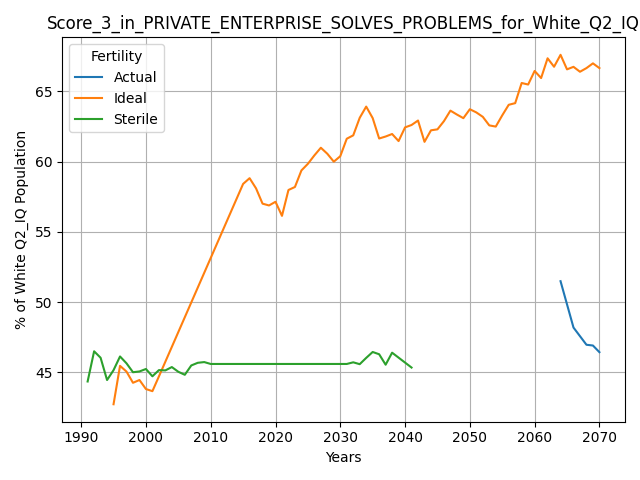 Score_3_in_PRIVATE_ENTERPRISE_SOLVES_PROBLEMS_for_White_Q2_IQ
Fertility
Actual
Ideal
Sterile
% of White Q2_IQ Population
65
60
55
50
45
1990 2000 2010 2020 2030 2040 2050 2060 2070
Years